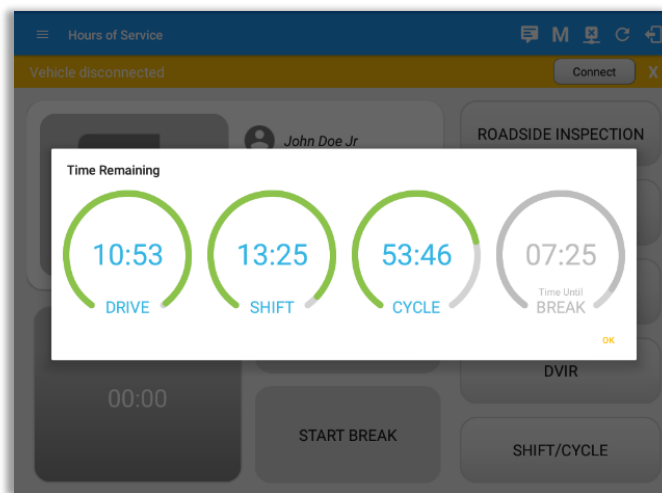 Hours of Service
M
Vehicle disconnected
Connect
X
John Doe Jr
ROADSIDE INSPECTION
Time Remaining
10:53
DRIVE
13:25
SHIFT
53:46
CYCLE
07:25
Time Until
BREAK
OK
DVIR
00:00
START BREAK
SHIFT/CYCLE